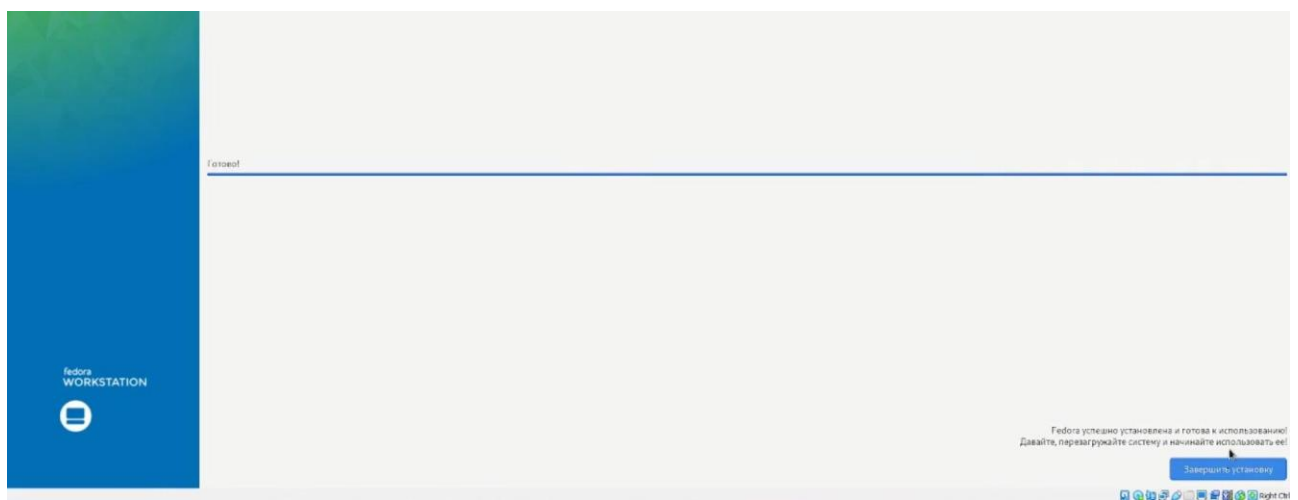 Готово!
fedora
WORKSTATION
Fedora успешно установлена и готова к использованию!
Давайте, перезагружайте систему и начинайте использовать ее!
Завершить установку
Right Ctrl